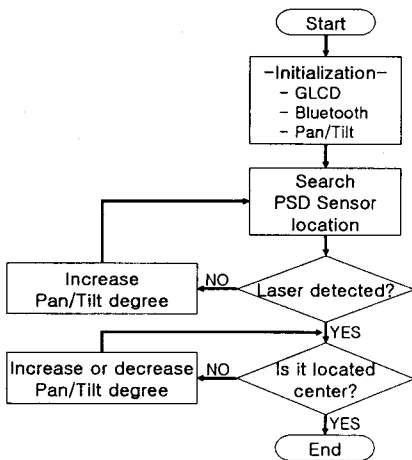 Start
-Initialization-
- GLCD
- Bluetooth
- Pan/Tilt
Search
PSD Sensor
location
Increase
Pan/Tilt degree
NO
Laser detected?
YES
Increase or decrease
Pan/Tilt degree
NO
Is it located
center?
YES
End